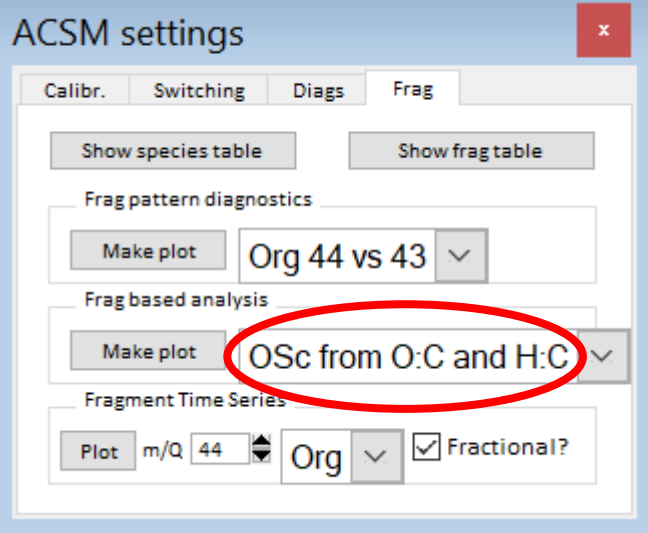 ACSM settings
x
Calibr. Switching Diags Frag
Show species table Show frag table
Frag pattern diagnostics
Make plot Org 44 vs 43
Frag based analysis
Make plot OSc from O:C and H:C
Fragment Time Series
Plot m/Q 44 Org Fractional?